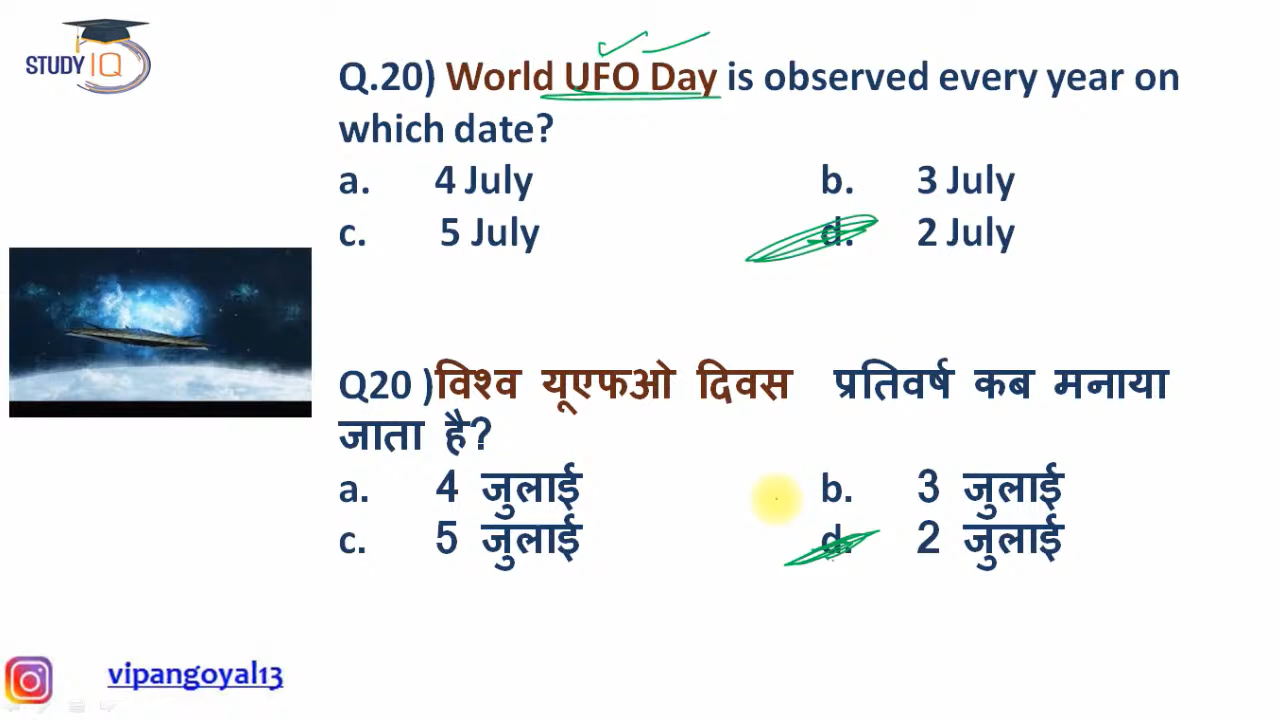 STUDY IQ
Q.20) World UFO Day is observed every year on
which date?
a. 4 July b. 3 July
c. 5 July d. 2 July
Q20 )विश्व यूएफओ दिवस प्रतिवर्ष कब मनाया
जाता है?
a. 4 जुलाई b. 3 जुलाई
c. 5 जुलाई d. 2 जुलाई
vipangoyal13